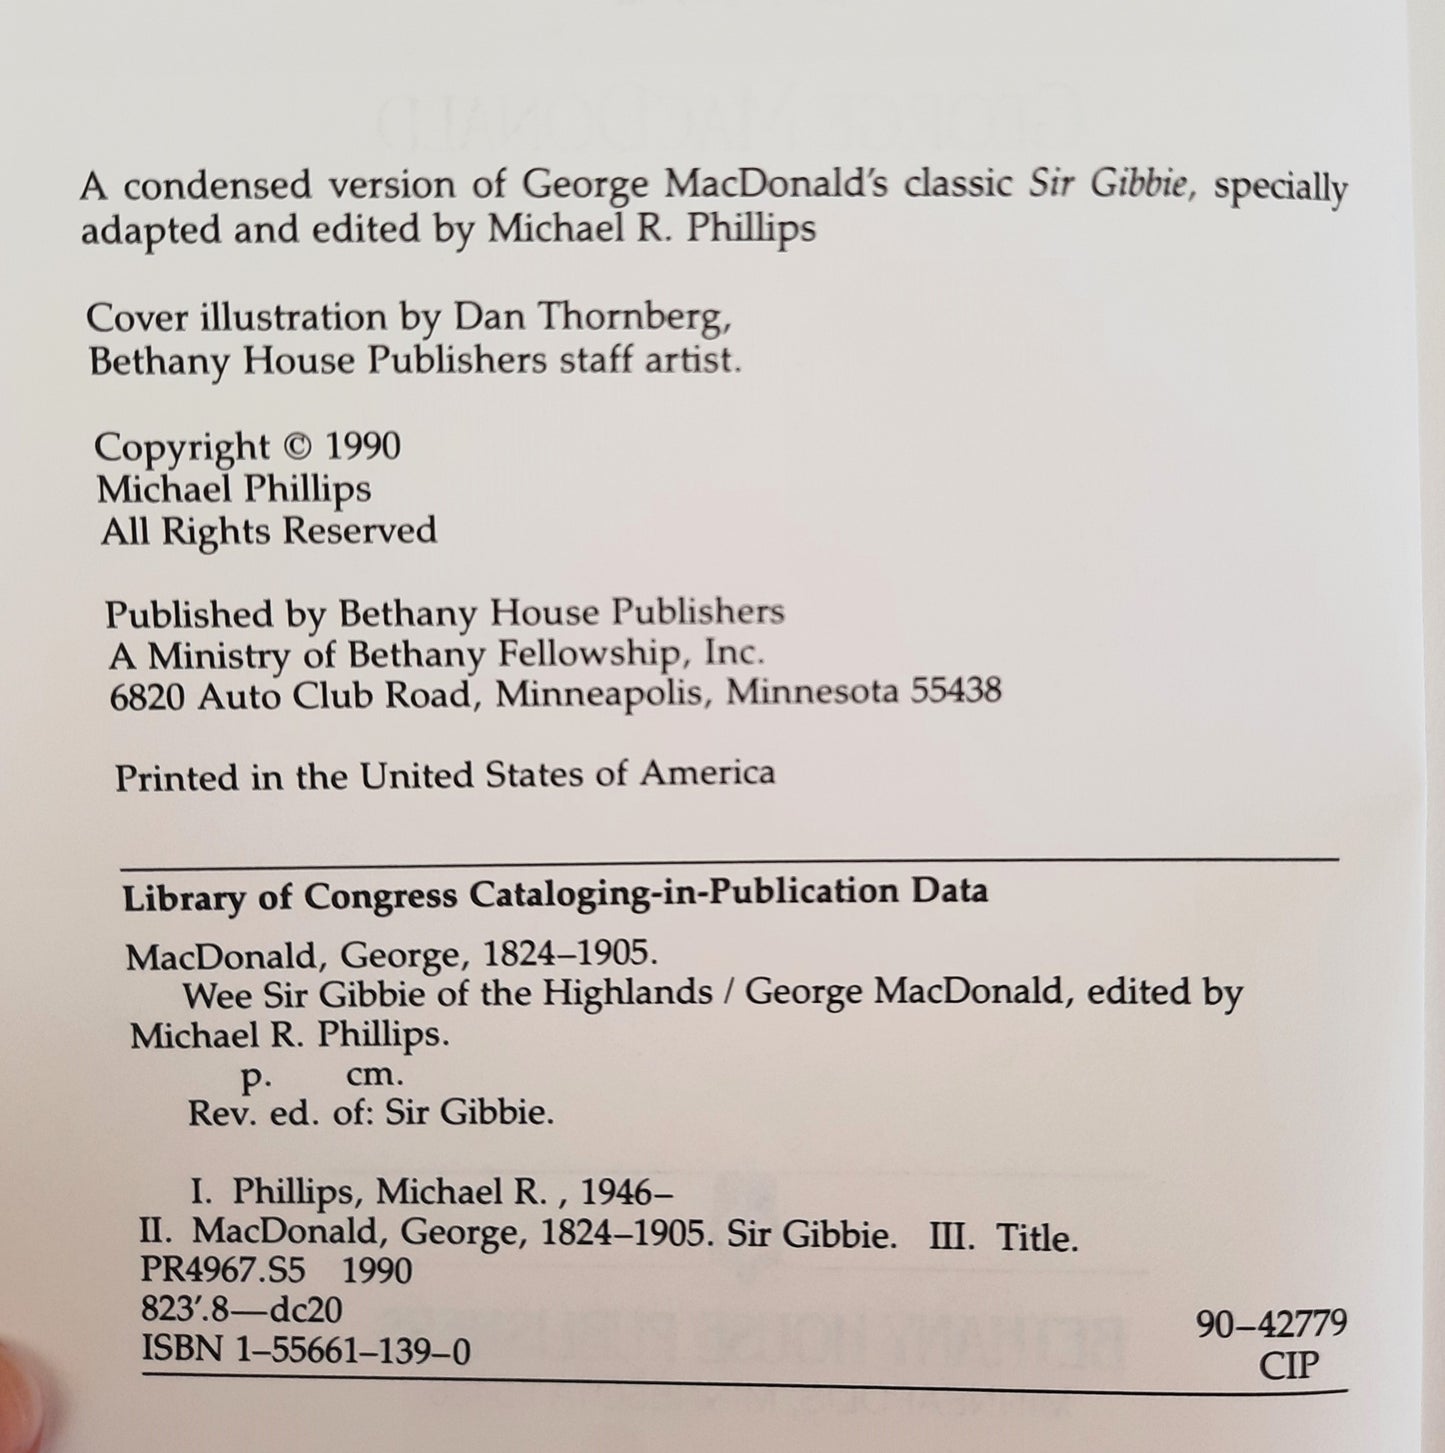 A condensed version of George MacDonald's classic Sir Gibbie, specially
adapted and edited by Michael R. Phillips
Cover illustration by Dan Thornberg,
Bethany House Publishers staff artist.
Copyright © 1990
Michael Phillips
All Rights Reserved
Published by Bethany House Publishers
A Ministry of Bethany Fellowship, Inc.
6820 Auto Club Road, Minneapolis, Minnesota 55438
Printed in the United States of America
Library of Congress Cataloging-in-Publication Data
MacDonald, George, 1824–1905.
Wee Sir Gibbie of the Highlands / George MacDonald, edited by
Michael R. Phillips.
p. cm.
Rev. ed. of: Sir Gibbie.
I. Phillips, Michael R. , 1946–
II. MacDonald, George, 1824–1905. Sir Gibbie. III. Title.
PR4967.S5 1990
823′.8—dc20
ISBN 1–55661–139–0
90–42779
CIP